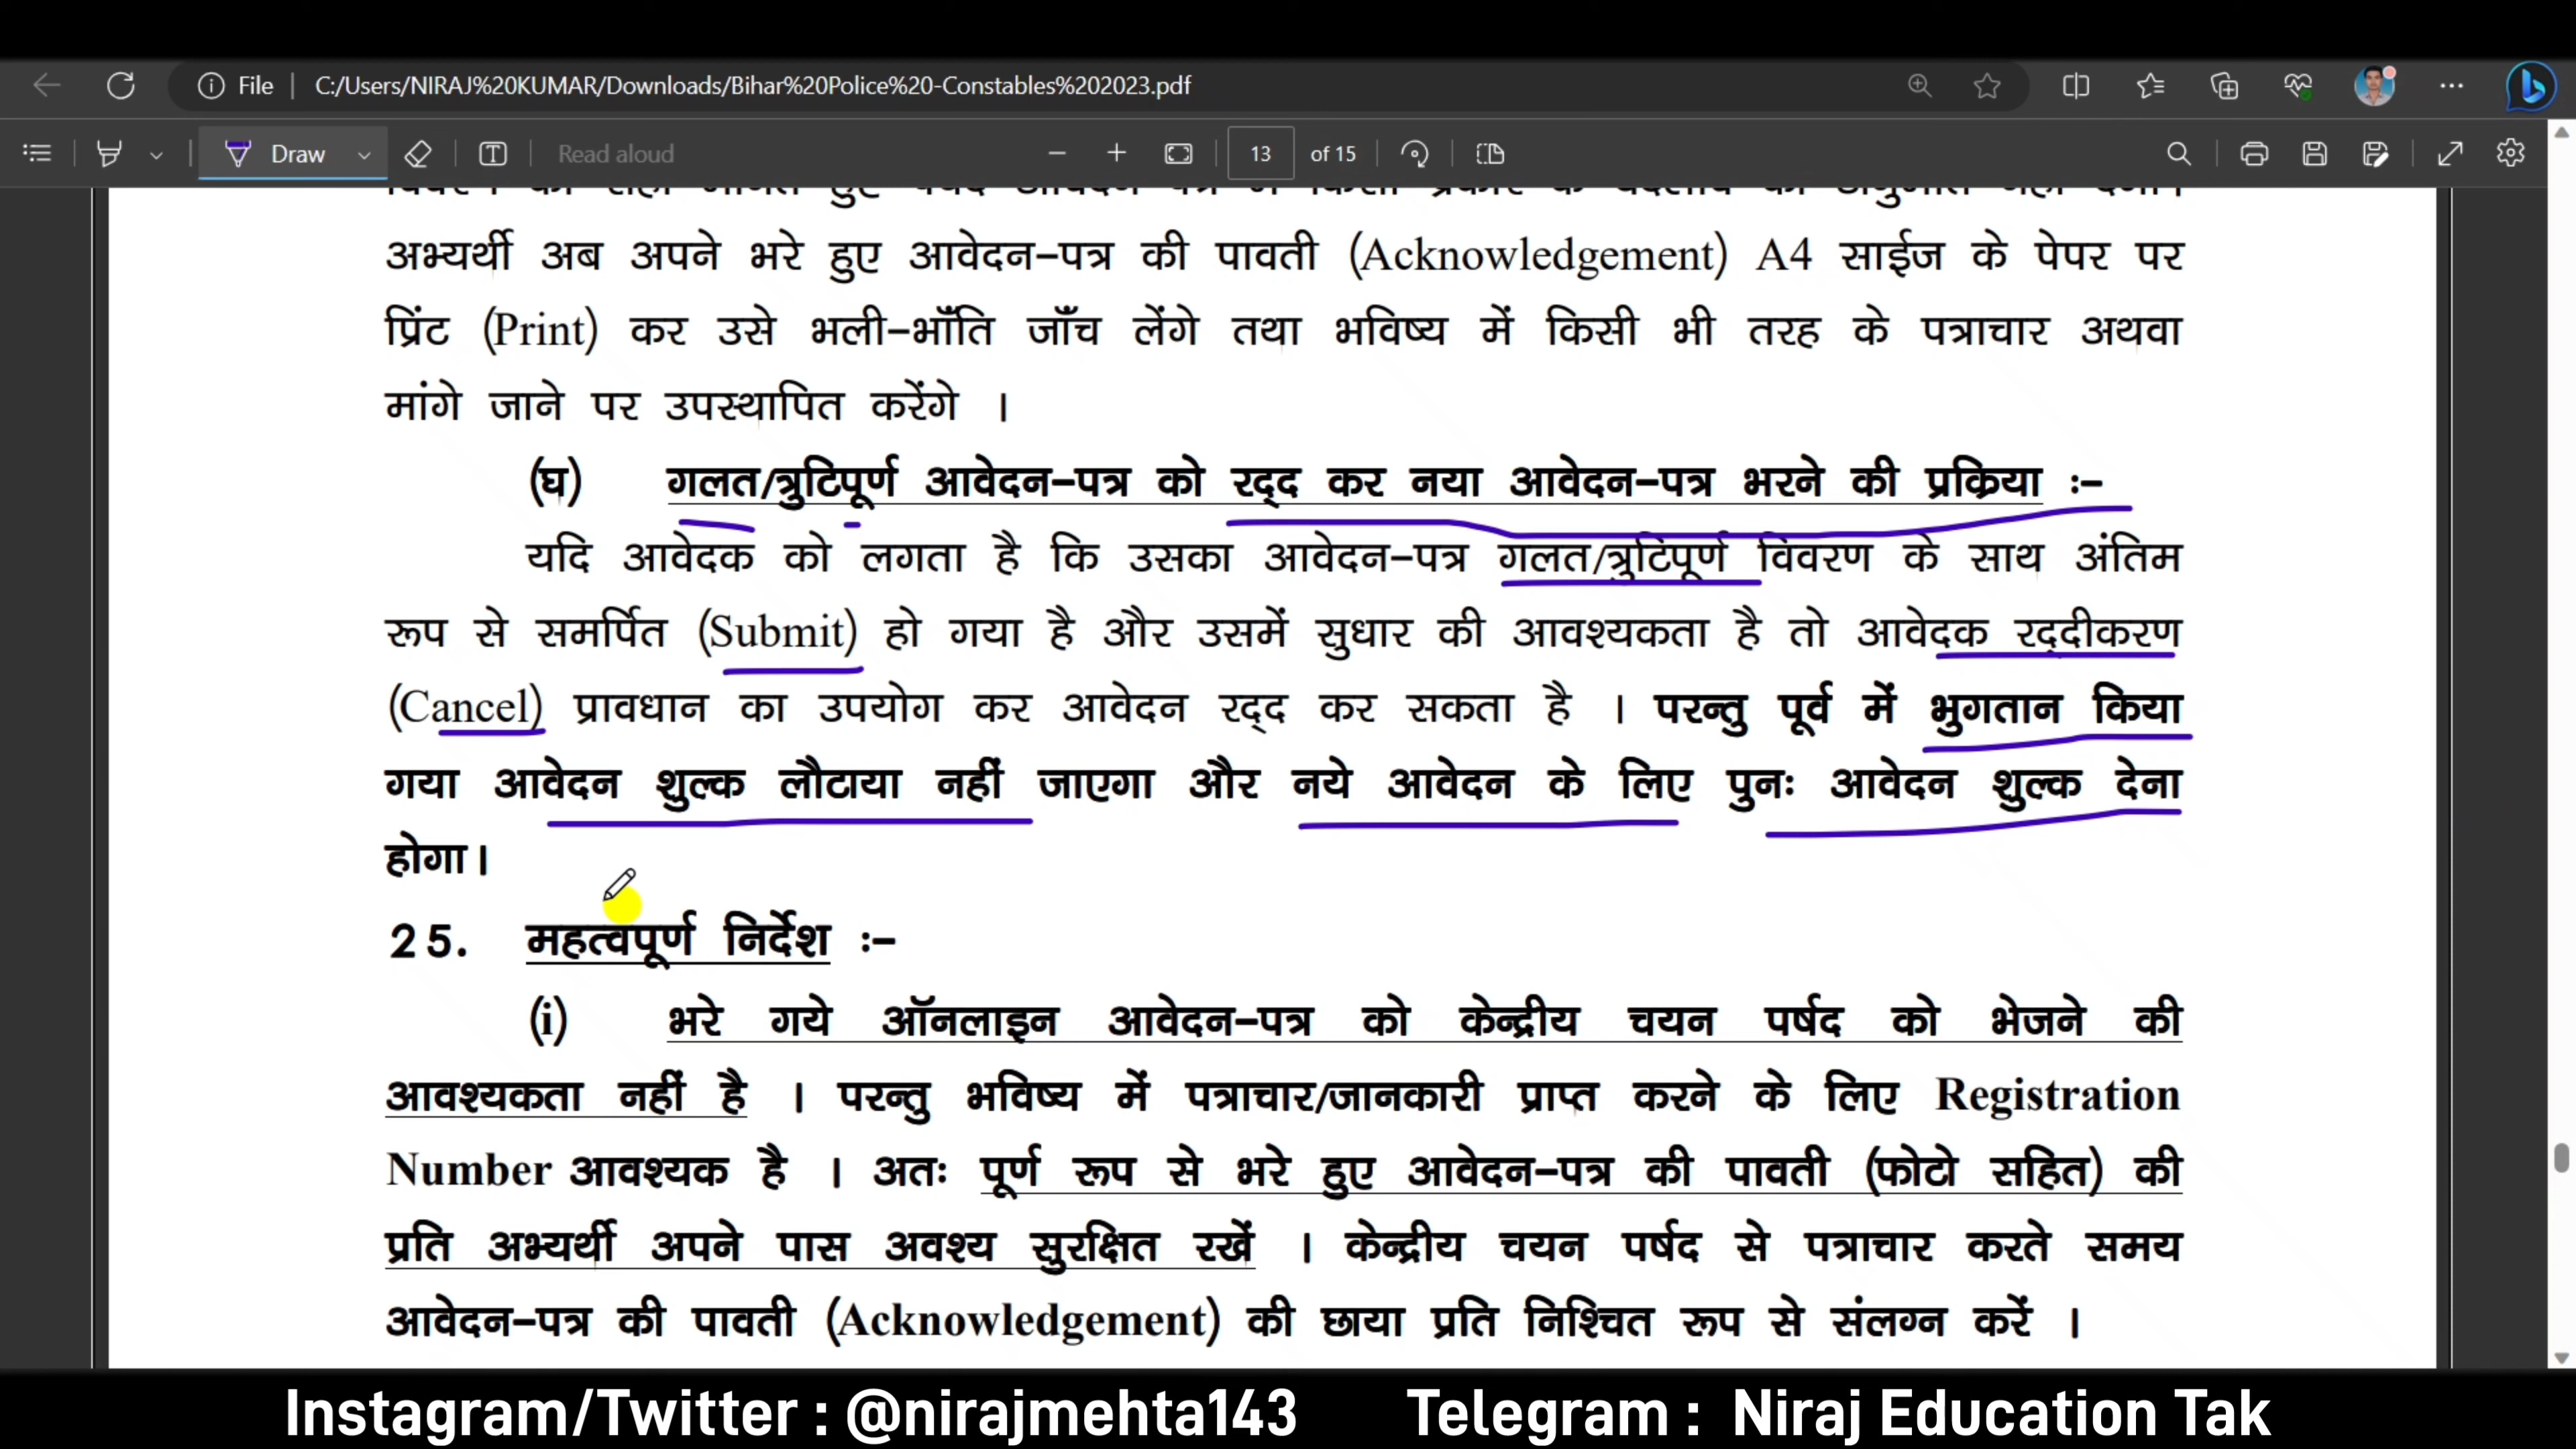 File
C:/Users/NIRAJ%20KUMAR/Downloads/Bihar%20Police%20-Constables%202023.pdf
Draw
Read aloud
13 of 15
अभ्यर्थी अब अपने भरे हुए आवेदन-पत्र की पावती (Acknowledgement) A4 साईज के पेपर पर
प्रिंट (Print) कर उसे भली-भाँति जाँच लेंगे तथा भविष्य में किसी भी तरह के पत्राचार अथवा
मांगे जाने पर उपस्थापित करेंगे ।
(घ) गलत/त्रुटिपूर्ण आवेदन-पत्र को रद्द कर नया आवेदन-पत्र भरने की प्रक्रिया :-
यदि आवेदक को लगता है कि उसका आवेदन-पत्र गलत/त्रुटिपूर्ण विवरण के साथ अंतिम
रूप से समर्पित (Submit) हो गया है और उसमें सुधार की आवश्यकता है तो आवेदक रद्दीकरण
(Cancel) प्रावधान का उपयोग कर आवेदन रद्द कर सकता है । परन्तु पूर्व में भुगतान किया
गया आवेदन शुल्क लौटाया नहीं जाएगा और नये आवेदन के लिए पुनः आवेदन शुल्क देना
होगा।
25. महत्वपूर्ण निर्देश :-
(i) भरे गये ऑनलाइन आवेदन-पत्र को केन्द्रीय चयन पर्षद को भेजने की
आवश्यकता नहीं है । परन्तु भविष्य में पत्राचार/जानकारी प्राप्त करने के लिए Registration
Number आवश्यक है । अतः पूर्ण रूप से भरे हुए आवेदन-पत्र की पावती (फोटो सहित) की
प्रति अभ्यर्थी अपने पास अवश्य सुरक्षित रखें । केन्द्रीय चयन पर्षद से पत्राचार करते समय
आवेदन-पत्र की पावती (Acknowledgement) की छाया प्रति निश्चित रूप से संलग्न करें ।
Instagram/Twitter : @nirajmehta143 Telegram : Niraj Education Tak